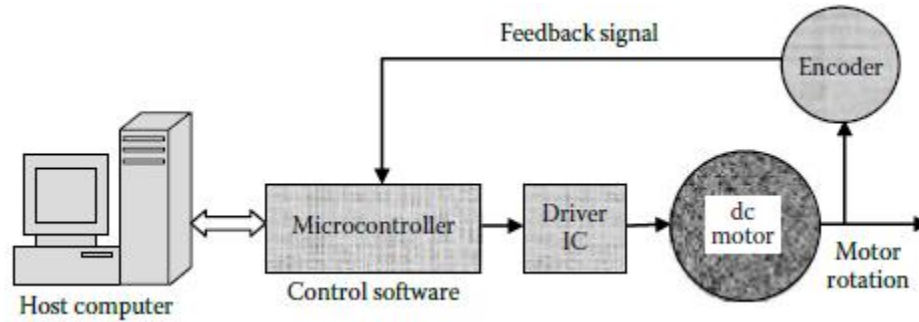 Feedback signal
Encoder
Microcontroller
Driver
IC
dc
motor
Motor
rotation
Control software
Host computer